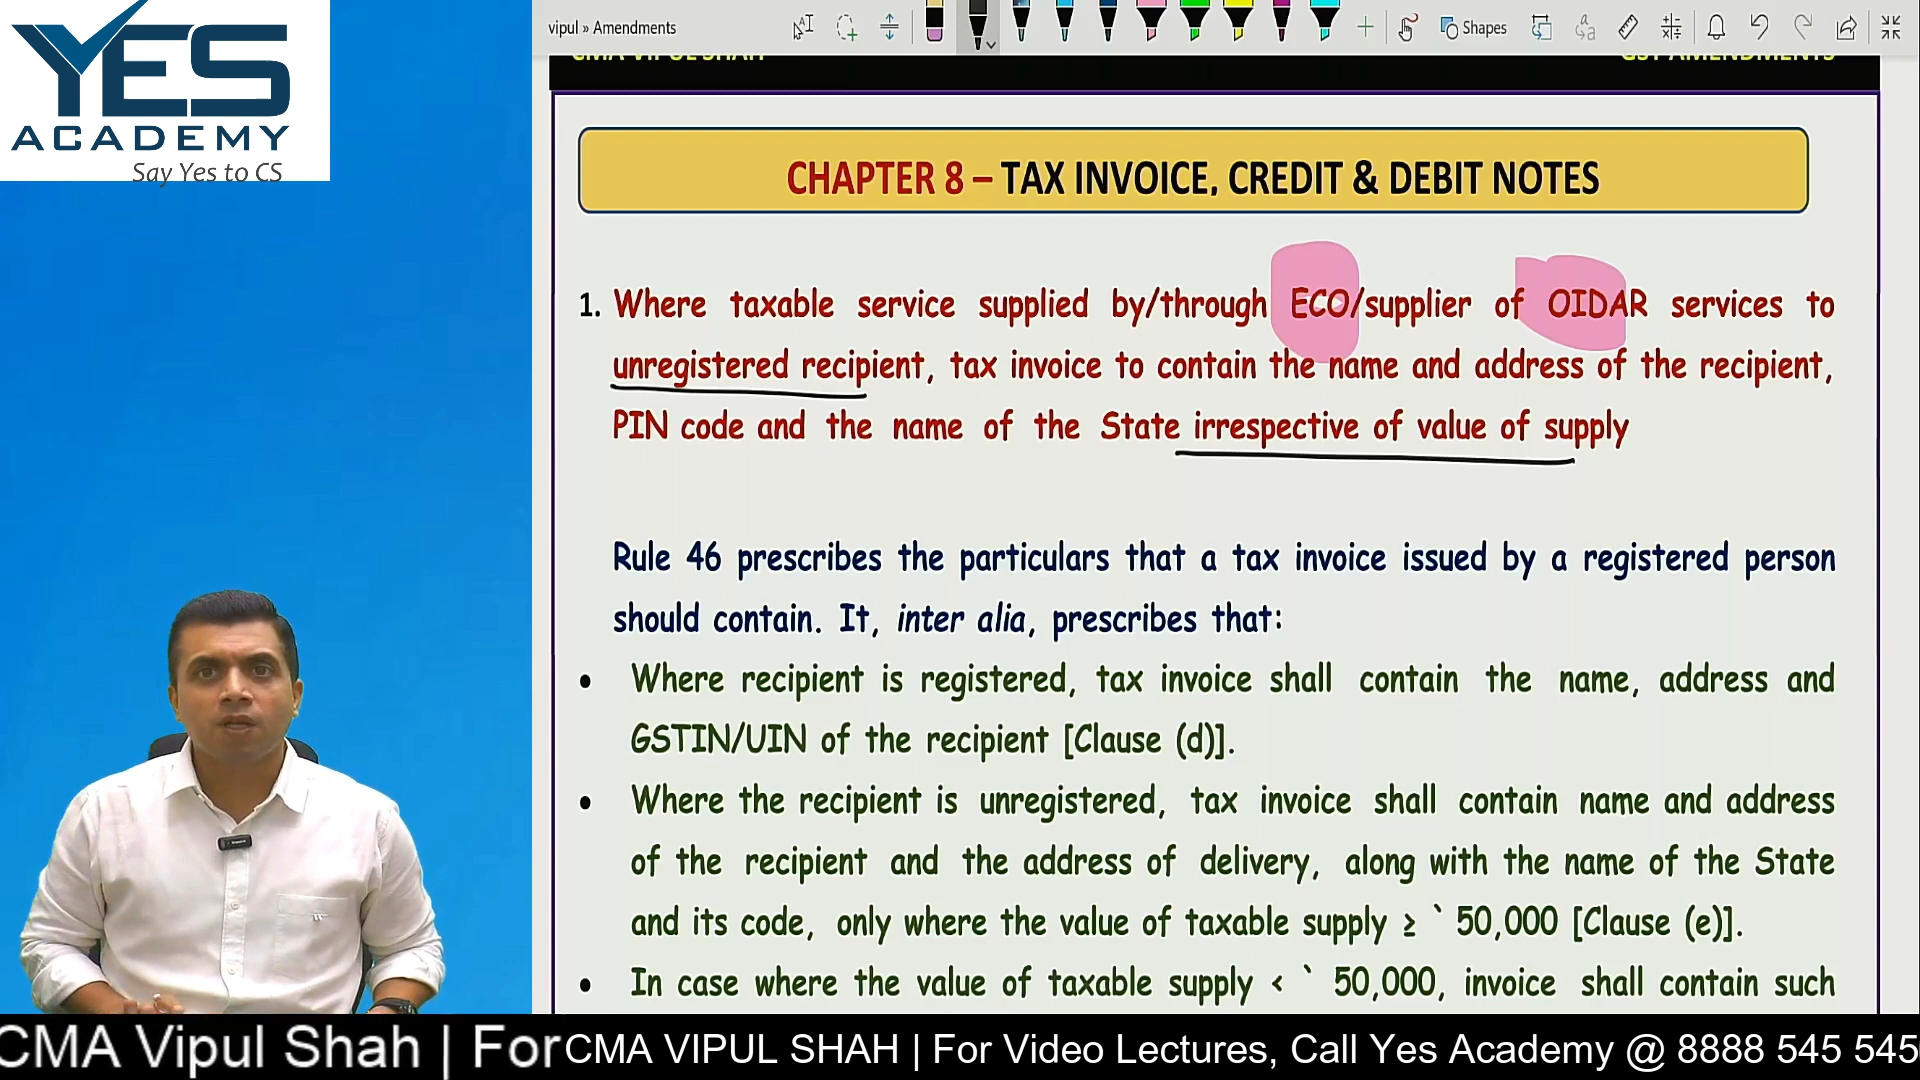 YES
ACADEMY
Say Yes to CS
vipul » Amendments
Shapes
CMA VIPUL SHAH
GST AMENDMENTS
CHAPTER 8 – TAX INVOICE, CREDIT & DEBIT NOTES
1. Where taxable service supplied by/through ECO/supplier of OIDAR services to
unregistered recipient, tax invoice to contain the name and address of the recipient,
PIN code and the name of the State irrespective of value of supply
Rule 46 prescribes the particulars that a tax invoice issued by a registered person
should contain. It, inter alia, prescribes that:
• Where recipient is registered, tax invoice shall contain the name, address and
GSTIN/UIN of the recipient [Clause (d)].
• Where the recipient is unregistered, tax invoice shall contain name and address
of the recipient and the address of delivery, along with the name of the State
and its code, only where the value of taxable supply ≥ ` 50,000 [Clause (e)].
• In case where the value of taxable supply < ` 50,000, invoice shall contain such
CMA Vipul Shah | For
CMA VIPUL SHAH | For Video Lectures, Call Yes Academy @ 8888 545 545